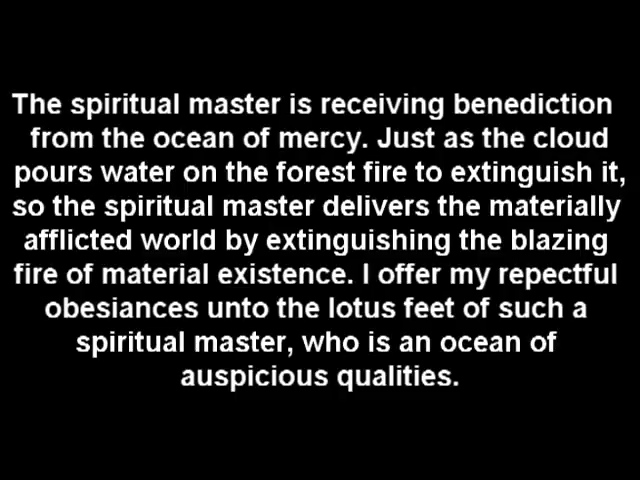 The spiritual master is receiving benediction
from the ocean of mercy. Just as the cloud
pours water on the forest fire to extinguish it,
so the spiritual master delivers the materially
afflicted world by extinguishing the blazing
fire of material existence. I offer my repectful
obesiances unto the lotus feet of such a
spiritual master, who is an ocean of
auspicious qualities.